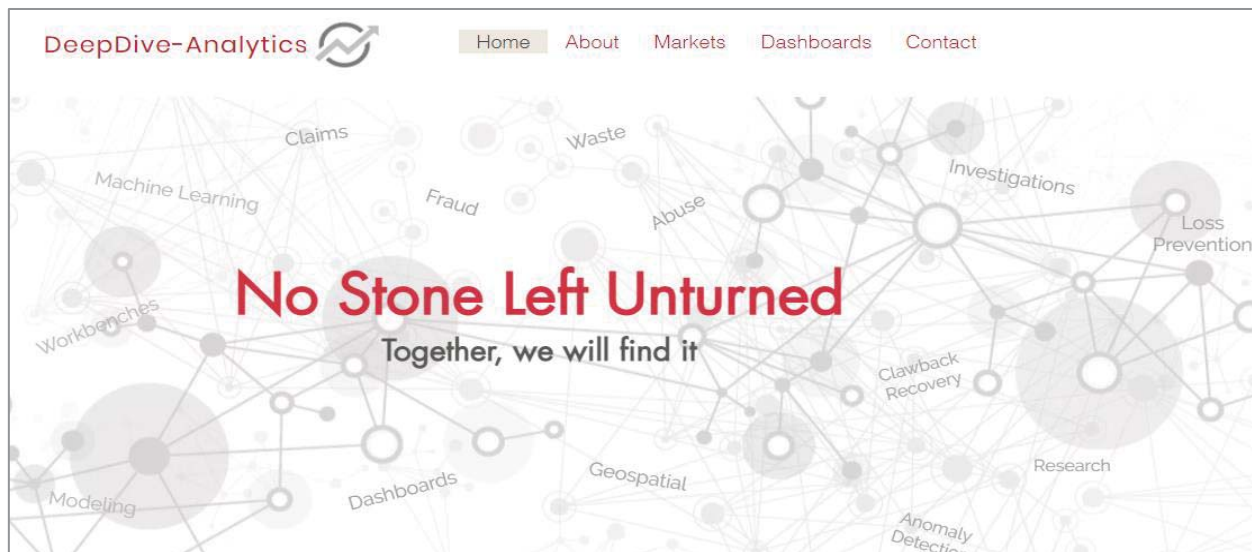 DeepDive-Analytics
Home About Markets Dashboards Contact
Claims
Waste
Machine Learning
Fraud
Abuse
Investigations
Loss
Prevention
No Stone Left Unturned
Together, we will find it
Workbenches
Clawback
Recovery
Modeling
Dashboards
Geospatial
Research
Anomaly
Detection